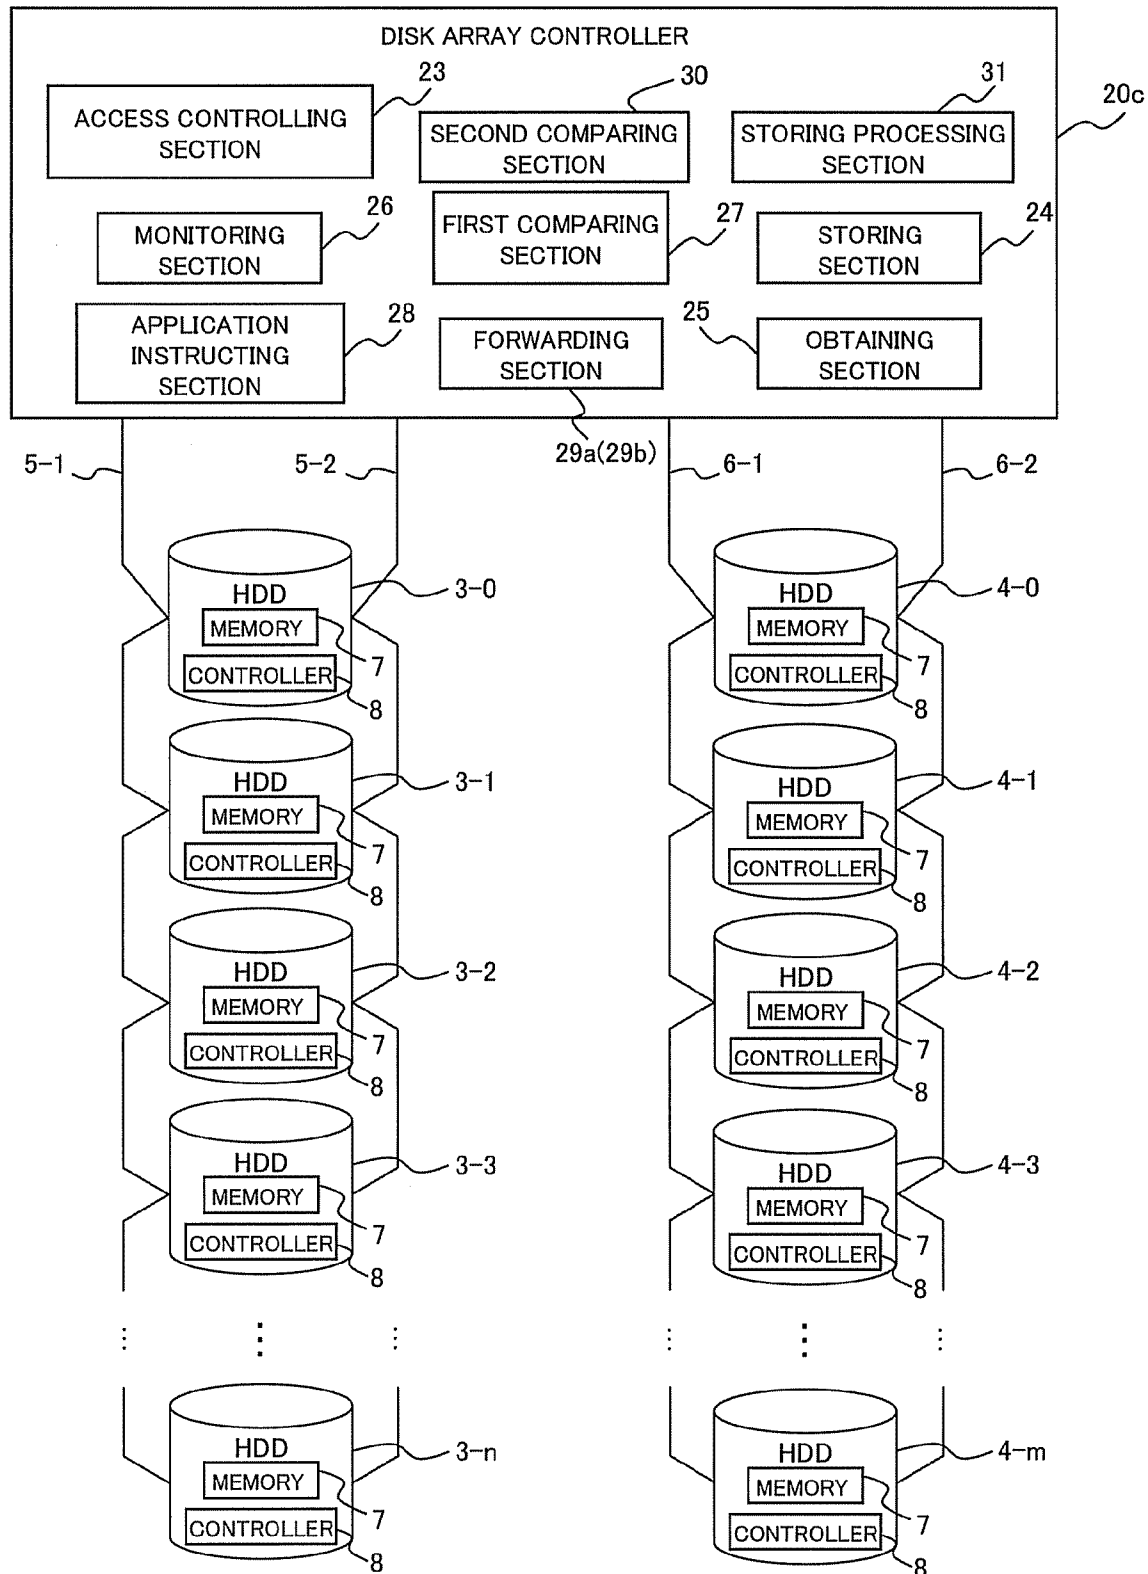 DISK ARRAY CONTROLLER
23
30
31
20c
ACCESS CONTROLLING
SECTION
SECOND COMPARING
SECTION
STORING PROCESSING
SECTION
26
27
24
MONITORING
SECTION
FIRST COMPARING
SECTION
STORING
SECTION
28
25
APPLICATION
INSTRUCTING
SECTION
FORWARDING
SECTION
OBTAINING
SECTION
5-1
5-2
29a(29b)
6-1
6-2
HDD
3-0
MEMORY
7
CONTROLLER
8
HDD
4-0
MEMORY
7
CONTROLLER
8
HDD
3-1
MEMORY
7
CONTROLLER
8
HDD
4-1
MEMORY
7
CONTROLLER
8
HDD
3-2
MEMORY
7
CONTROLLER
8
HDD
4-2
MEMORY
7
CONTROLLER
8
HDD
3-3
MEMORY
7
CONTROLLER
8
HDD
4-3
MEMORY
7
CONTROLLER
8
HDD
3-n
MEMORY
7
CONTROLLER
8
HDD
4-m
MEMORY
7
CONTROLLER
8